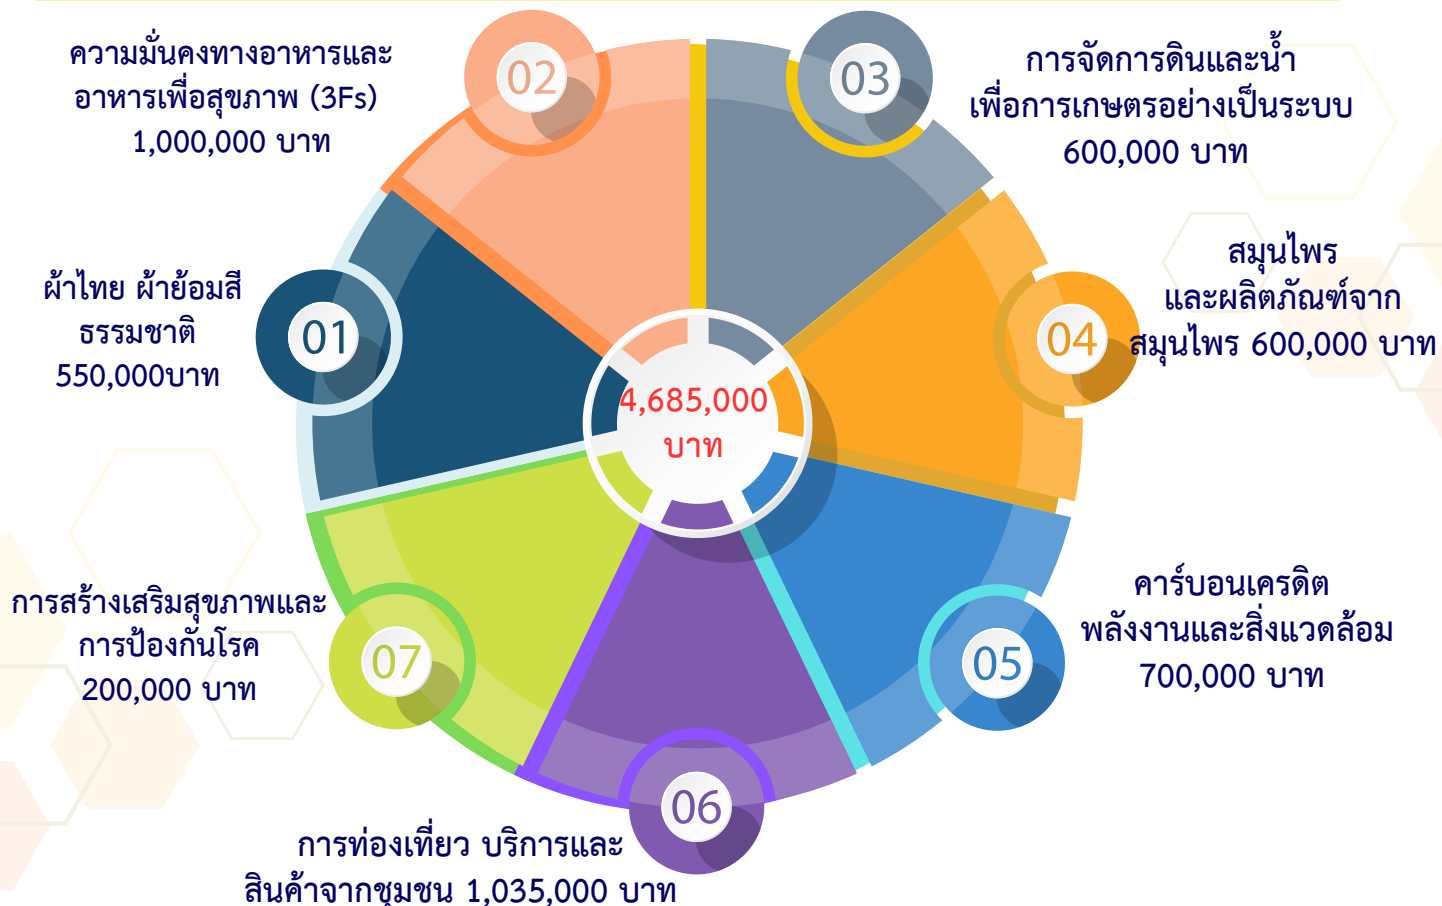 ความมั่นคงทางอาหารและ
อาหารเพื่อสุขภาพ (3Fs)
1,000,000 บาท
02
03
การจัดการดินและน้ำ
เพื่อการเกษตรอย่างเป็นระบบ
600,000 บาท
ผ้าไทย ผ้าย้อมสี
ธรรมชาติ
550,000บาท
01
04
สมุนไพร
และผลิตภัณฑ์จาก
สมุนไพร 600,000 บาท
4,685,000
บาท
การสร้างเสริมสุขภาพและ
การป้องกันโรค
200,000 บาท
07
05
คาร์บอนเครดิต
พลังงานและสิ่งแวดล้อม
700,000 บาท
06
การท่องเที่ยว บริการและ
สินค้าจากชุมชน 1,035,000 บาท